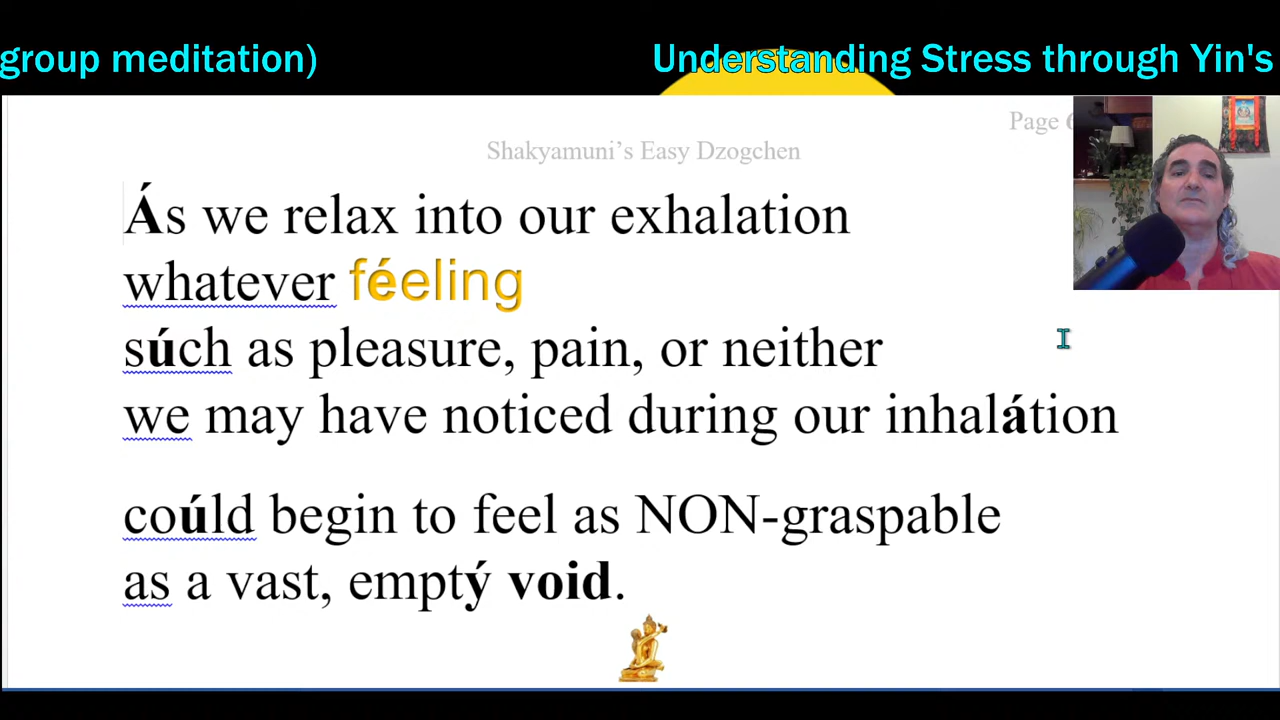 group meditation) Understanding Stress through Yin's
Page
Shakyamuni's Easy Dzogchen
Ás we relax into our exhalation
whatever féeling
súch as pleasure, pain, or neither
we may have noticed during our inhalátion
coúld begin to feel as NON-graspable
as a vast, emptý void.